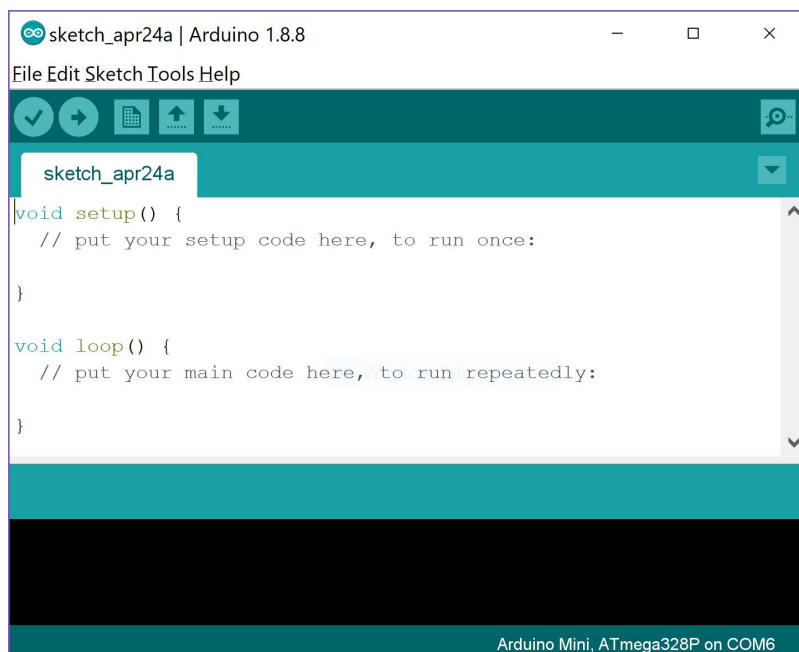 sketch_apr24a | Arduino 1.8.8
File Edit Sketch Tools Help
sketch_apr24a
void setup() {
  // put your setup code here, to run once:
}
void loop() {
  // put your main code here, to run repeatedly:
}
Arduino Mini, ATmega328P on COM6